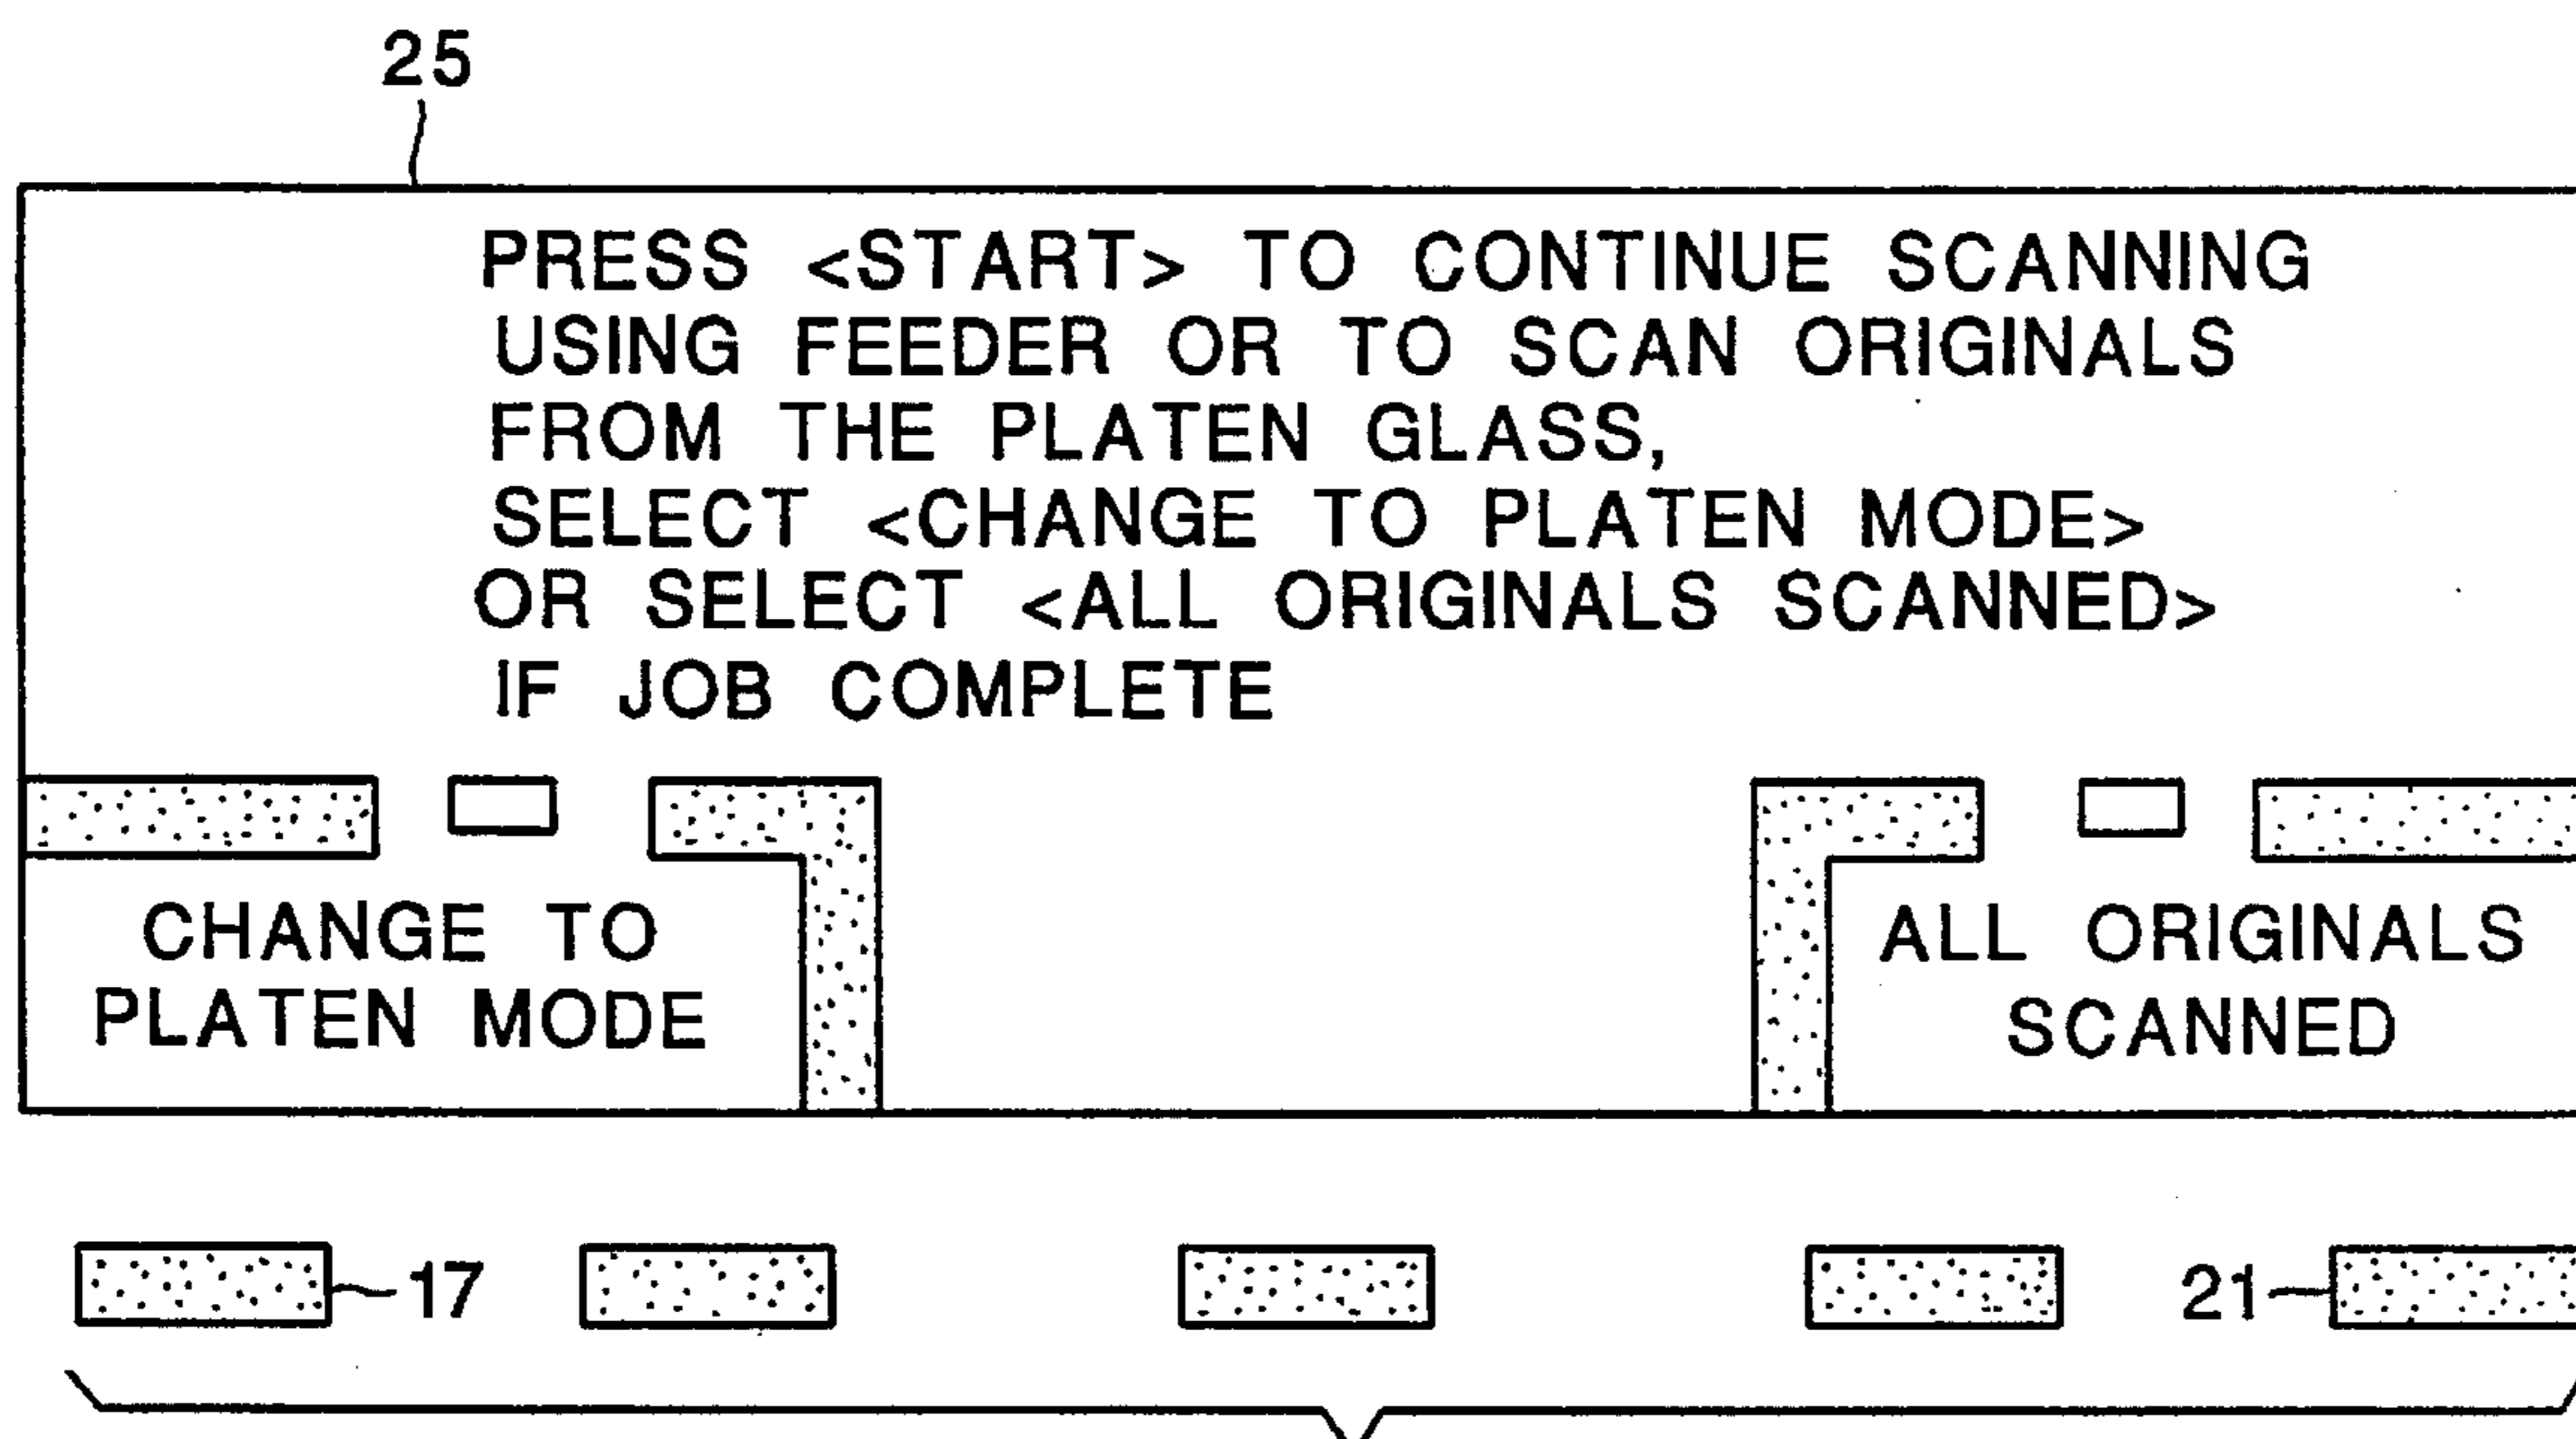 25
PRESS <START> TO CONTINUE SCANNING
USING FEEDER OR TO SCAN ORIGINALS
FROM THE PLATEN GLASS,
SELECT <CHANGE TO PLATEN MODE>
OR SELECT <ALL ORIGINALS SCANNED>
IF JOB COMPLETE
CHANGE TO
PLATEN MODE
ALL ORIGINALS
SCANNED
17
21